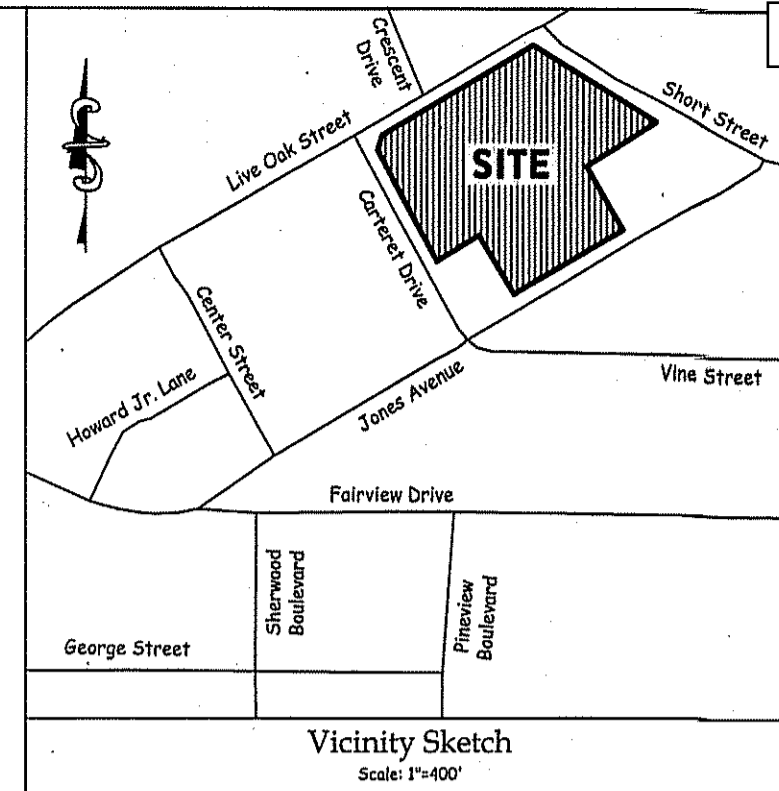 Crescent
Drive
Short Street
Live Oak Street
SITE
Carteret Drive
Center Street
Howard Jr. Lane
Jones Avenue
Vine Street
Fairview Drive
Sherwood
Boulevard
Pineview
Boulevard
George Street
Vicinity Sketch
Scale: 1"=400'